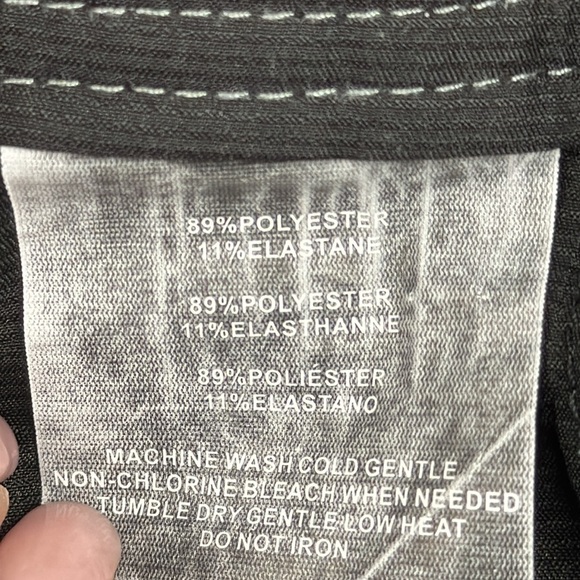 89%POLYESTER
11%ELASTANE
89%POLYESTER
11%ELASTHANNE
89%POLIESTER
11%ELASTANO
MACHINE WASH COLD GENTLE
NON-CHLORINE BLEACH WHEN NEEDED
TUMBLE DRY GENTLE LOW HEAT
DO NOT IRON